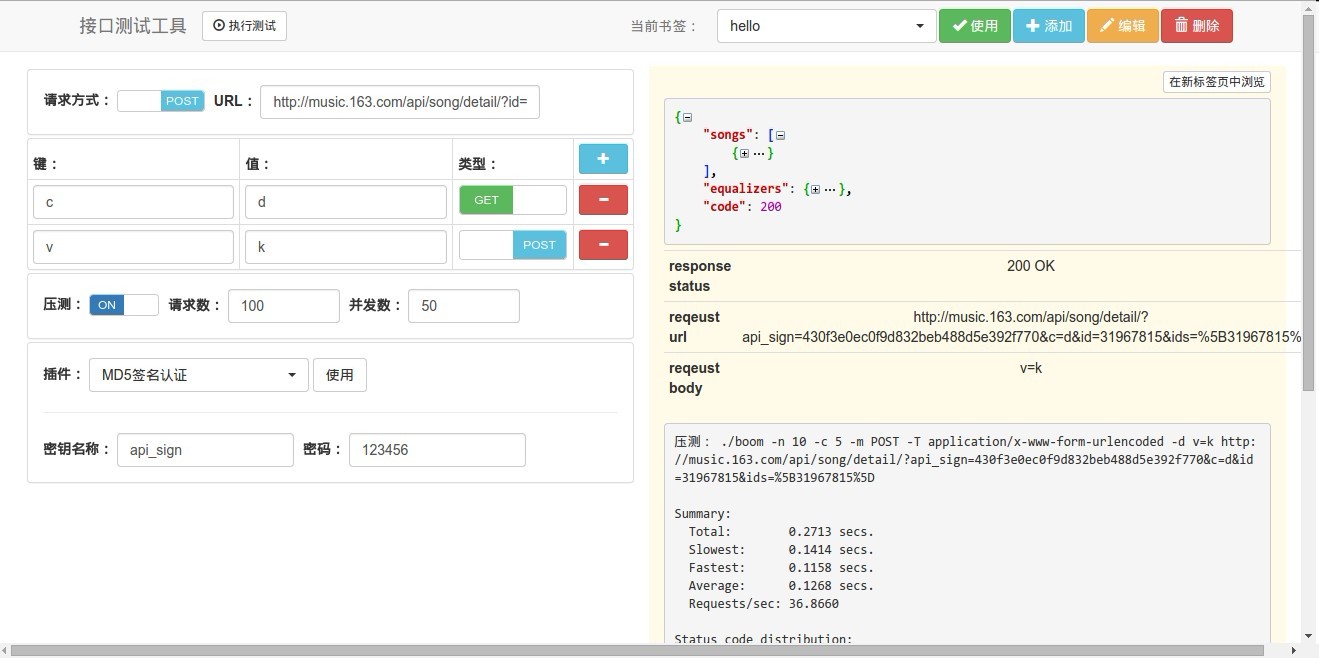 接口测试工具 执行测试 当前书签： hello 使用 添加 编辑 删除
请求方式： POST URL： http://music.163.com/api/song/detail/?id=
键： 值： 类型：
c d GET
v k POST
压测： ON 请求数： 100 并发数： 50
插件： MD5签名认证 使用
密钥名称： api_sign 密码： 123456
在新标签页中浏览
{
"songs": [
{ ... }
],
"equalizers": { ... },
"code": 200
}
response status 200 OK
reqeust url http://music.163.com/api/song/detail/?
api_sign=430f3e0ec0f9d832beb488d5e392f770&c=d&id=31967815&ids=%5B31967815%
reqeust body v=k
压测： ./boom -n 10 -c 5 -m POST -T application/x-www-form-urlencoded -d v=k http:
//music.163.com/api/song/detail/?api_sign=430f3e0ec0f9d832beb488d5e392f770&c=d&id
=31967815&ids=%5B31967815%5D
Summary:
Total: 0.2713 secs.
Slowest: 0.1414 secs.
Fastest: 0.1158 secs.
Average: 0.1268 secs.
Requests/sec: 36.8660
Status code distribution: